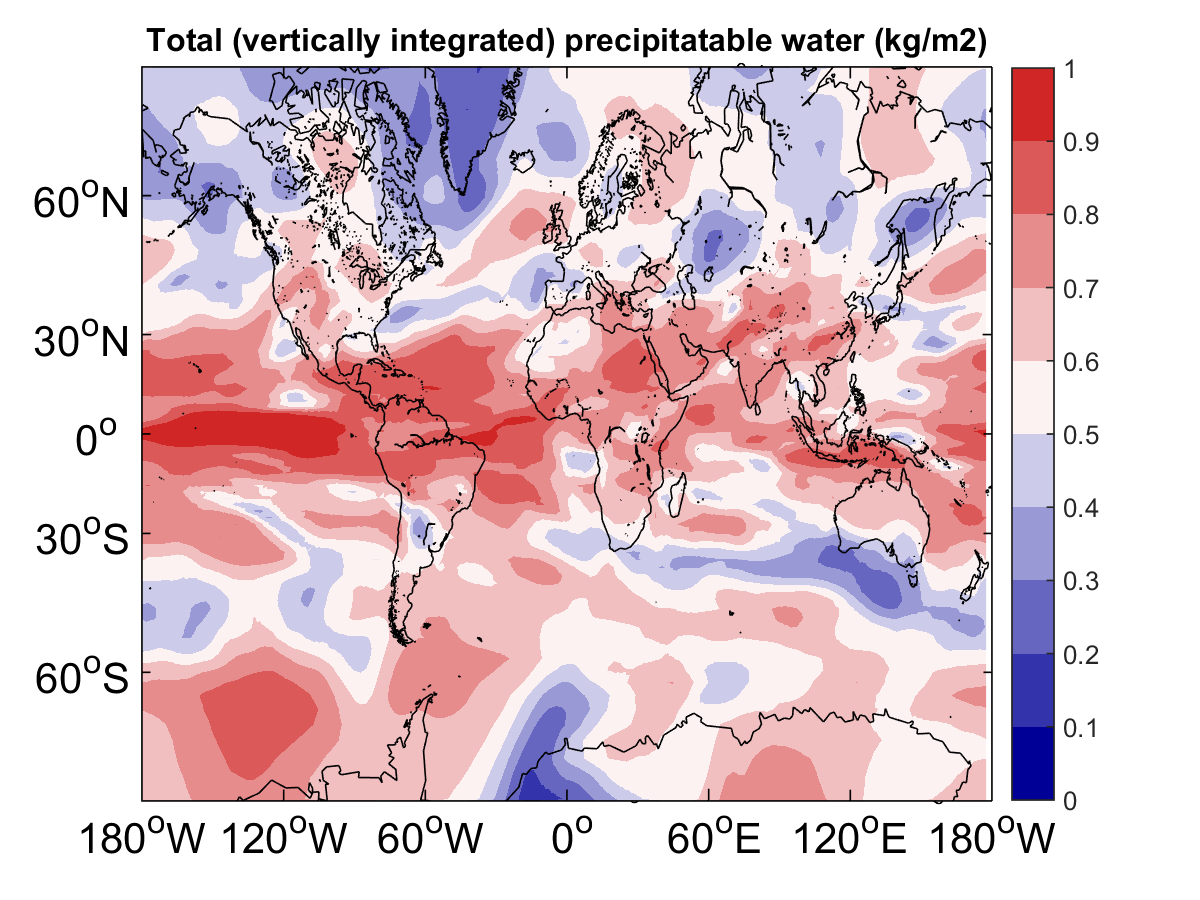 Total (vertically integrated) precipitatable water (kg/m2)
60°N
30°N
0°
30°S
60°S
180°W 120°W 60°W 0° 60°E 120°E 180°W
1
0.9
0.8
0.7
0.6
0.5
0.4
0.3
0.2
0.1
0